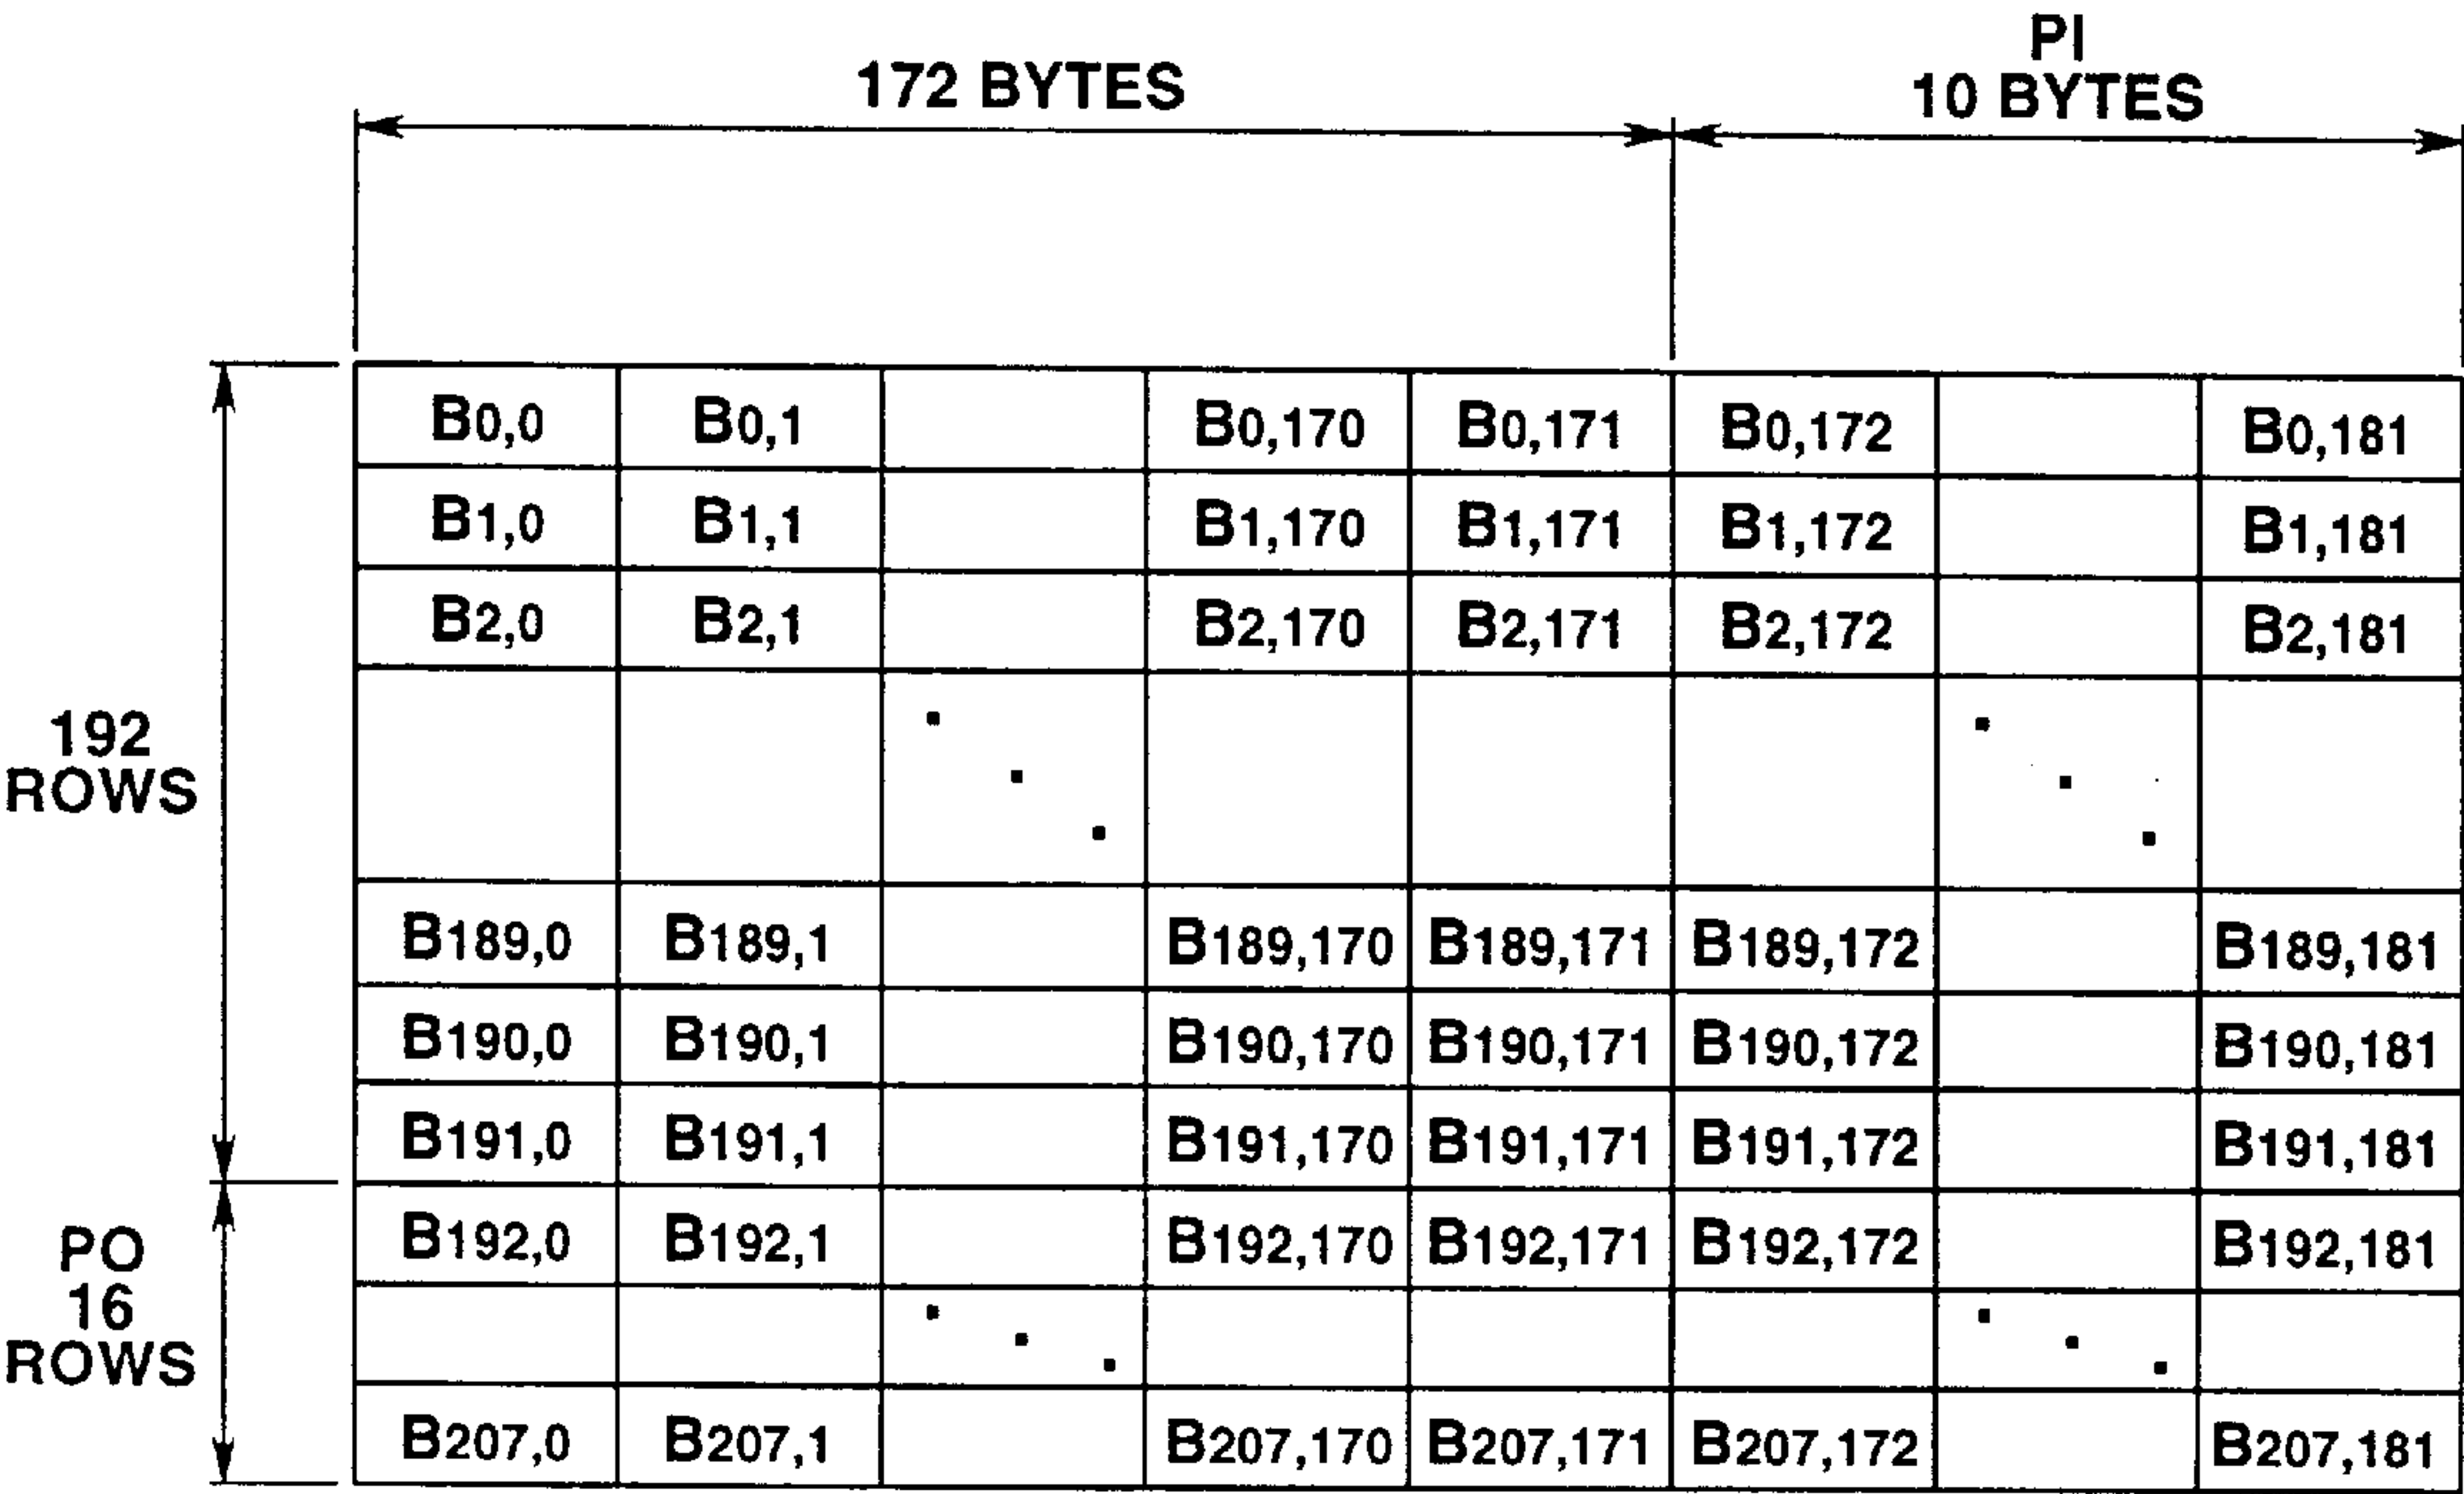 PI
172 BYTES 10 BYTES
B0,0 B0,1 B0,170 B0,171 B0,172 B0,181
B1,0 B1,1 B1,170 B1,171 B1,172 B1,181
B2,0 B2,1 B2,170 B2,171 B2,172 B2,181
192
ROWS
B189,0 B189,1 B189,170 B189,171 B189,172 B189,181
B190,0 B190,1 B190,170 B190,171 B190,172 B190,181
B191,0 B191,1 B191,170 B191,171 B191,172 B191,181
PO
16
ROWS
B192,0 B192,1 B192,170 B192,171 B192,172 B192,181
B207,0 B207,1 B207,170 B207,171 B207,172 B207,181